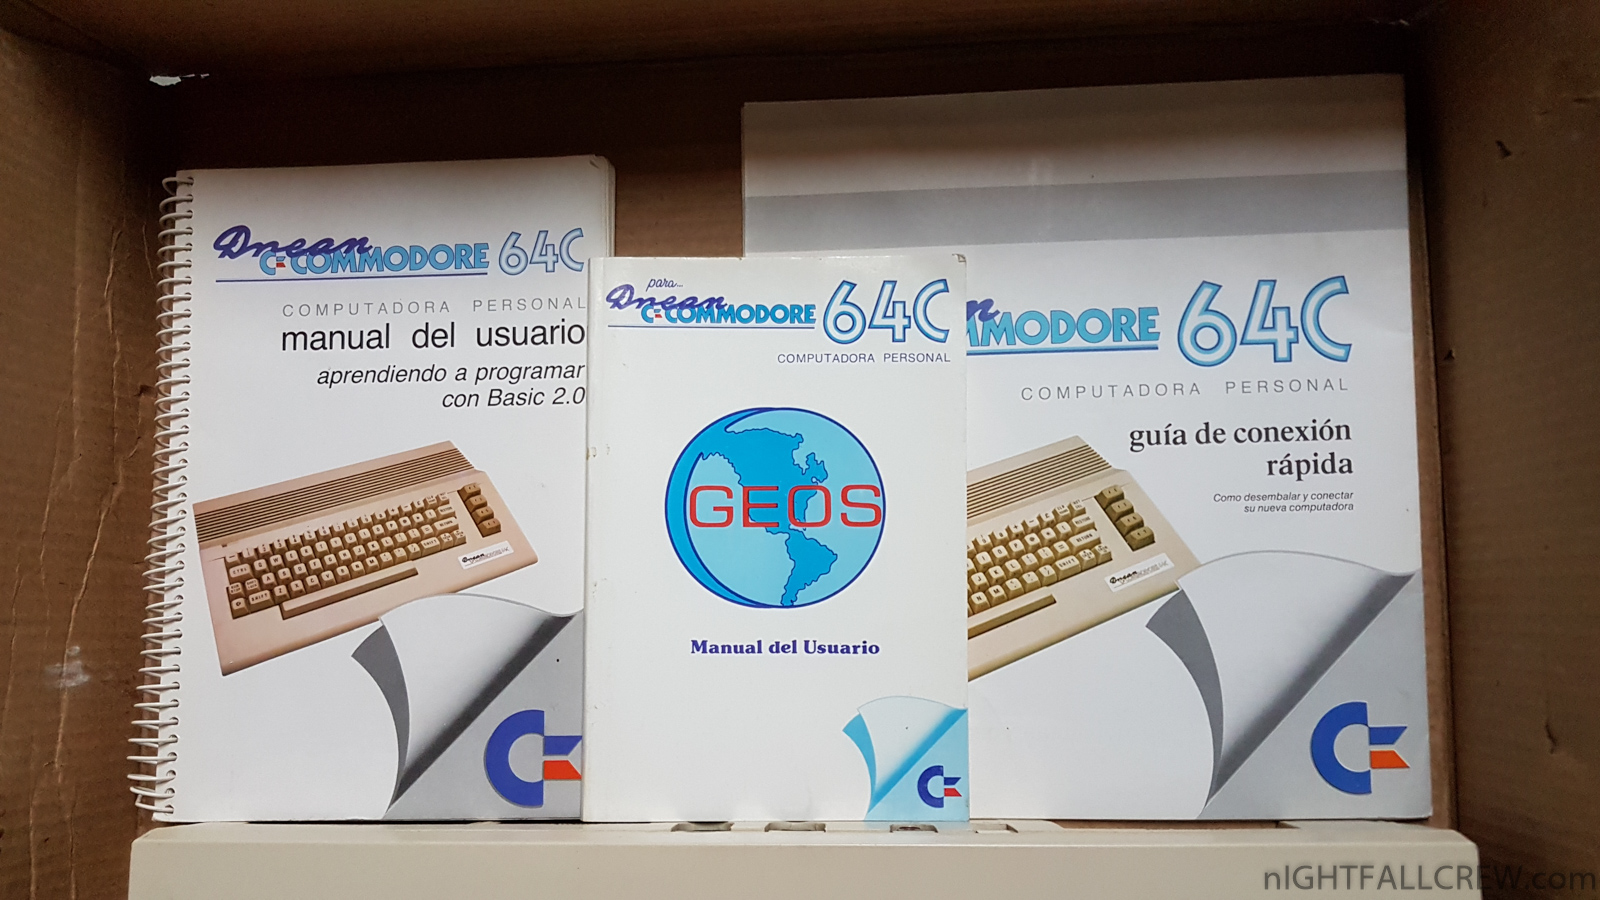 Drean
COMMODORE 64C
COMPUTADORA PERSONAL
manual del usuario
aprendiendo a programar
con Basic 2.0
para...
Drean
COMMODORE 64C
COMPUTADORA PERSONAL
GEOS
Manual del Usuario
n
MMODORE 64C
COMPUTADORA PERSONAL
guía de conexión
rápida
Como desembalar y conectar
su nueva computadora
nIGHTFALLCREW.com